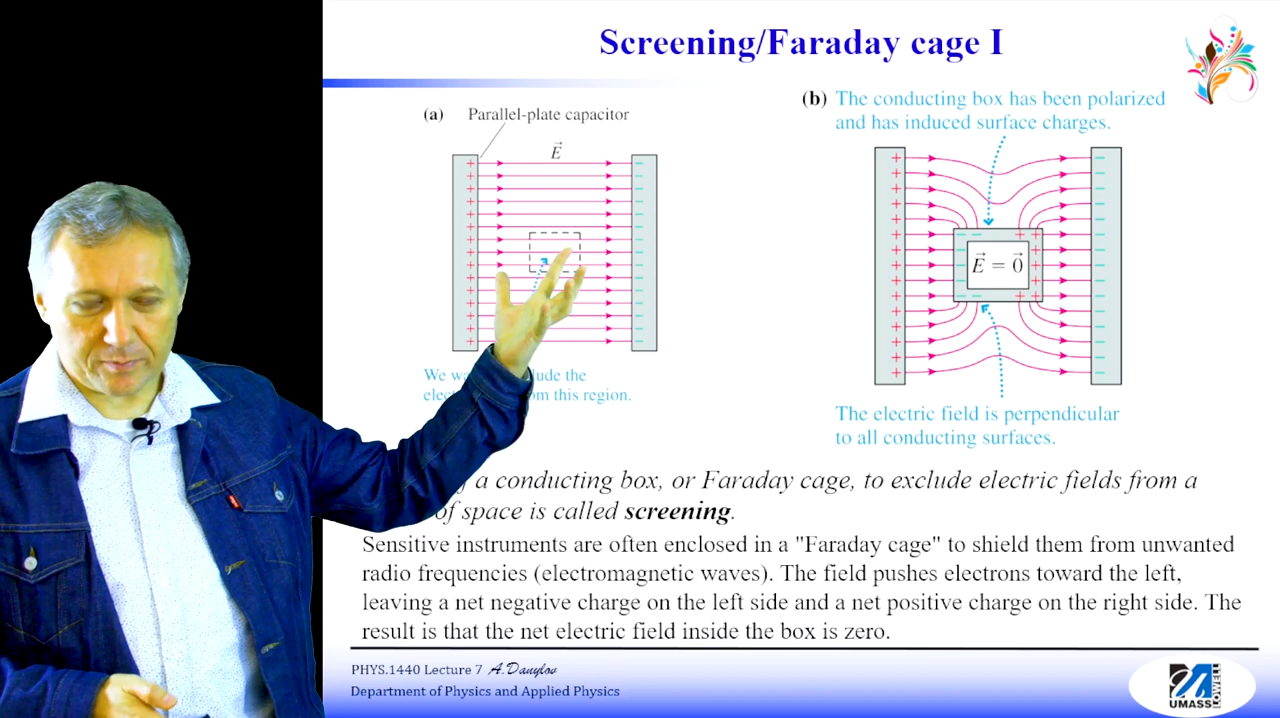 Screening/Faraday cage I
(a) Parallel-plate capacitor
E
We
lude the
elec
om this region.
(b) The conducting box has been polarized
and has induced surface charges.
E = 0
The electric field is perpendicular
to all conducting surfaces.
a conducting box, or Faraday cage, to exclude electric fields from a
of space is called screening.
Sensitive instruments are often enclosed in a "Faraday cage" to shield them from unwanted
radio frequencies (electromagnetic waves). The field pushes electrons toward the left,
leaving a net negative charge on the left side and a net positive charge on the right side. The
result is that the net electric field inside the box is zero.
PHYS.1440 Lecture 7 A.Danylov
Department of Physics and Applied Physics
UMASS
LOWELL